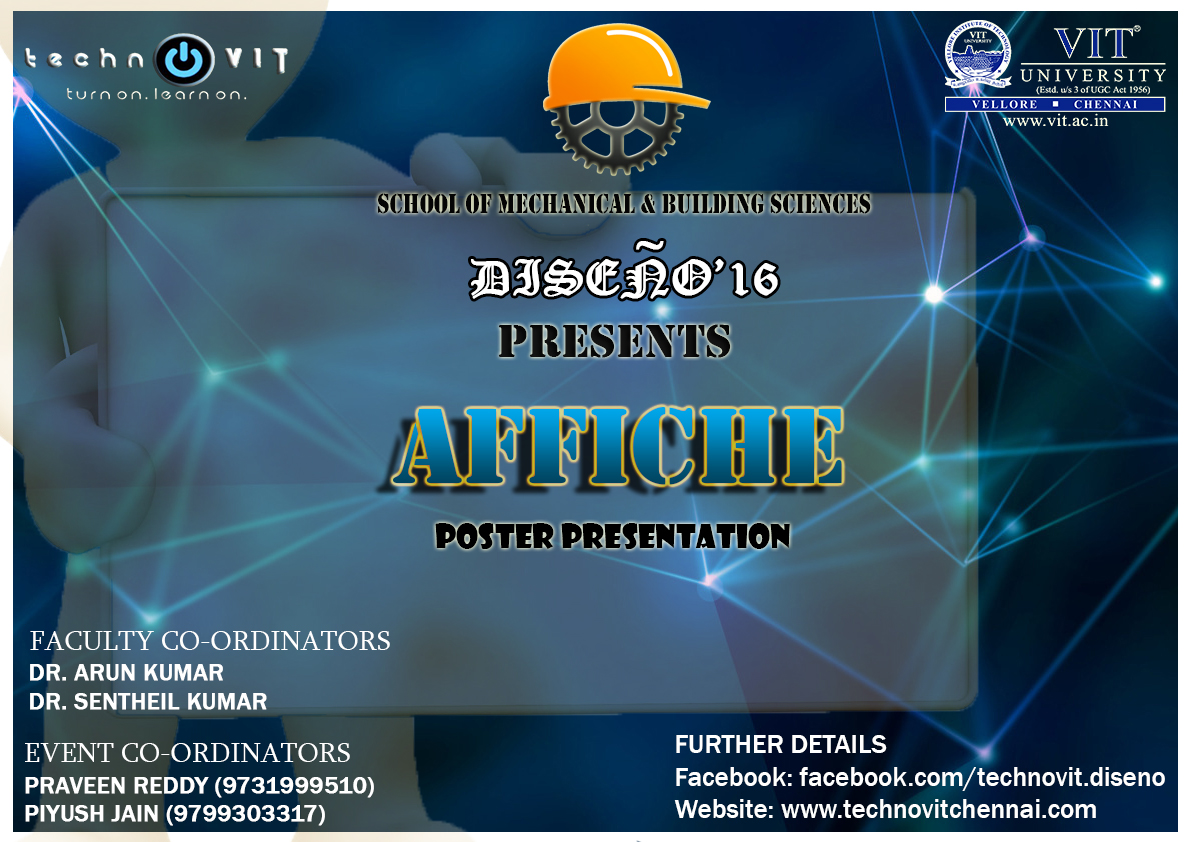 techn VIT
turn on. learn on.
VIT
UNIVERSITY
VIT®
UNIVERSITY
(Estd. u/s 3 of UGC Act 1956)
VELLORE ▪ CHENNAI
www.vit.ac.in
SCHOOL OF MECHANICAL & BUILDING SCIENCES
DISEÑO'16
PRESENTS
AFFICHE
POSTER PRESENTATION
FACULTY CO-ORDINATORS
DR. ARUN KUMAR
DR. SENTHEIL KUMAR
EVENT CO-ORDINATORS
PRAVEEN REDDY (9731999510)
PIYUSH JAIN (9799303317)
FURTHER DETAILS
Facebook: facebook.com/technovit.diseno
Website: www.technovitchennai.com